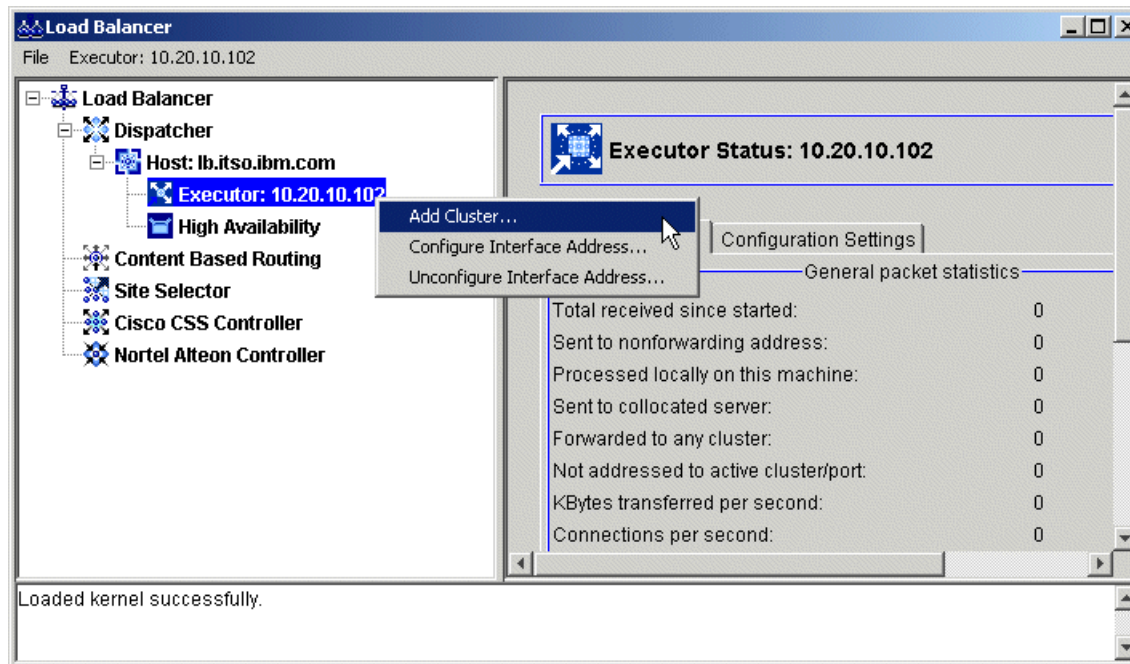 Load Balancer
File Executor: 10.20.10.102
Load Balancer
Dispatcher
Host: lb.itso.ibm.com
Executor: 10.20.10.102
High Availability
Content Based Routing
Site Selector
Cisco CSS Controller
Nortel Alteon Controller
Add Cluster...
Configure Interface Address...
Unconfigure Interface Address...
Executor Status: 10.20.10.102
Configuration Settings
General packet statistics
Total received since started: 0
Sent to nonforwarding address: 0
Processed locally on this machine: 0
Sent to collocated server: 0
Forwarded to any cluster: 0
Not addressed to active cluster/port: 0
KBytes transferred per second: 0
Connections per second: 0
Loaded kernel successfully.